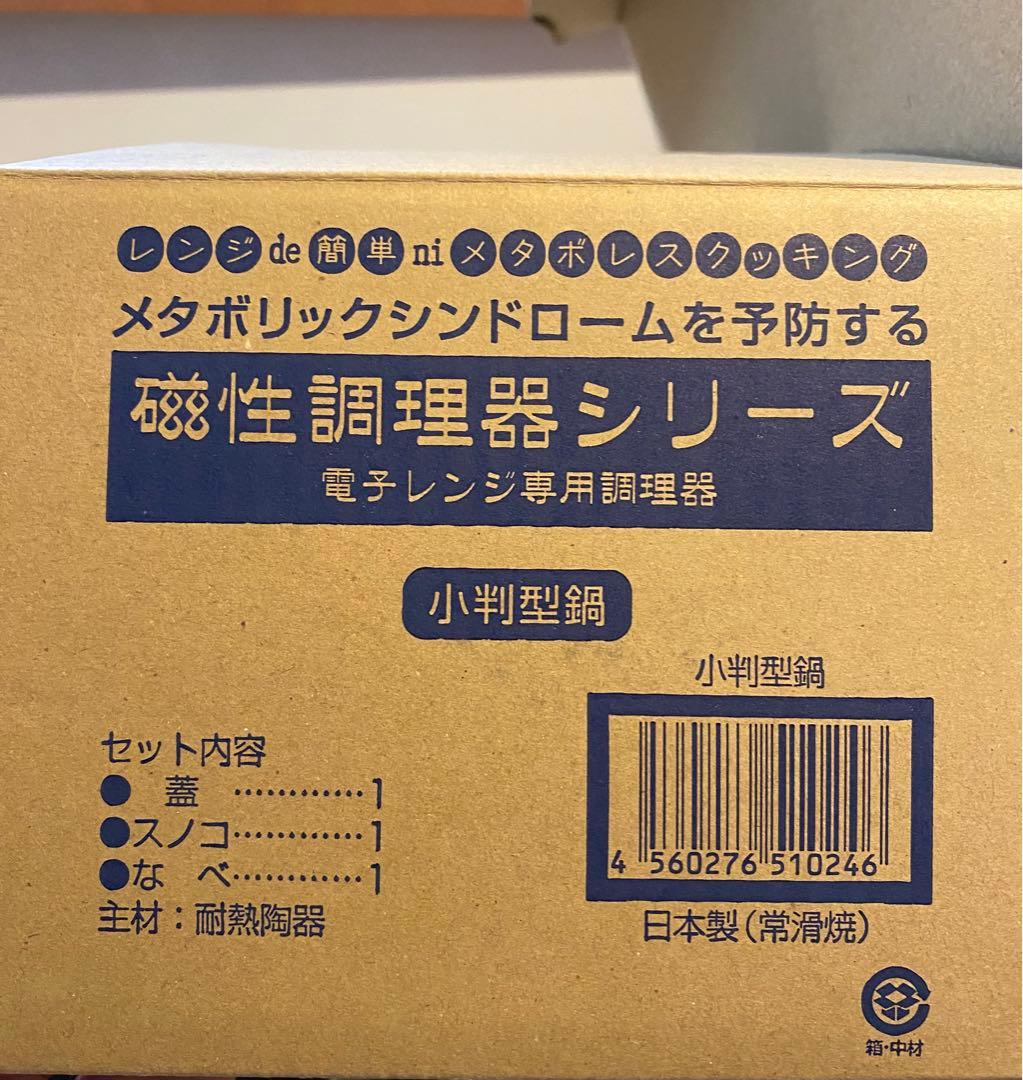 レンジde簡単niメタボレスクッキング
メタボリックシンドロームを予防する
磁性調理器シリーズ
電子レンジ専用調理器
小判型鍋
小判型鍋
4 560276 510246
日本製(常滑焼)
セット内容
● 蓋 …………1
●スノコ…………1
●な べ…………1
主材:耐熱陶器
箱・中材